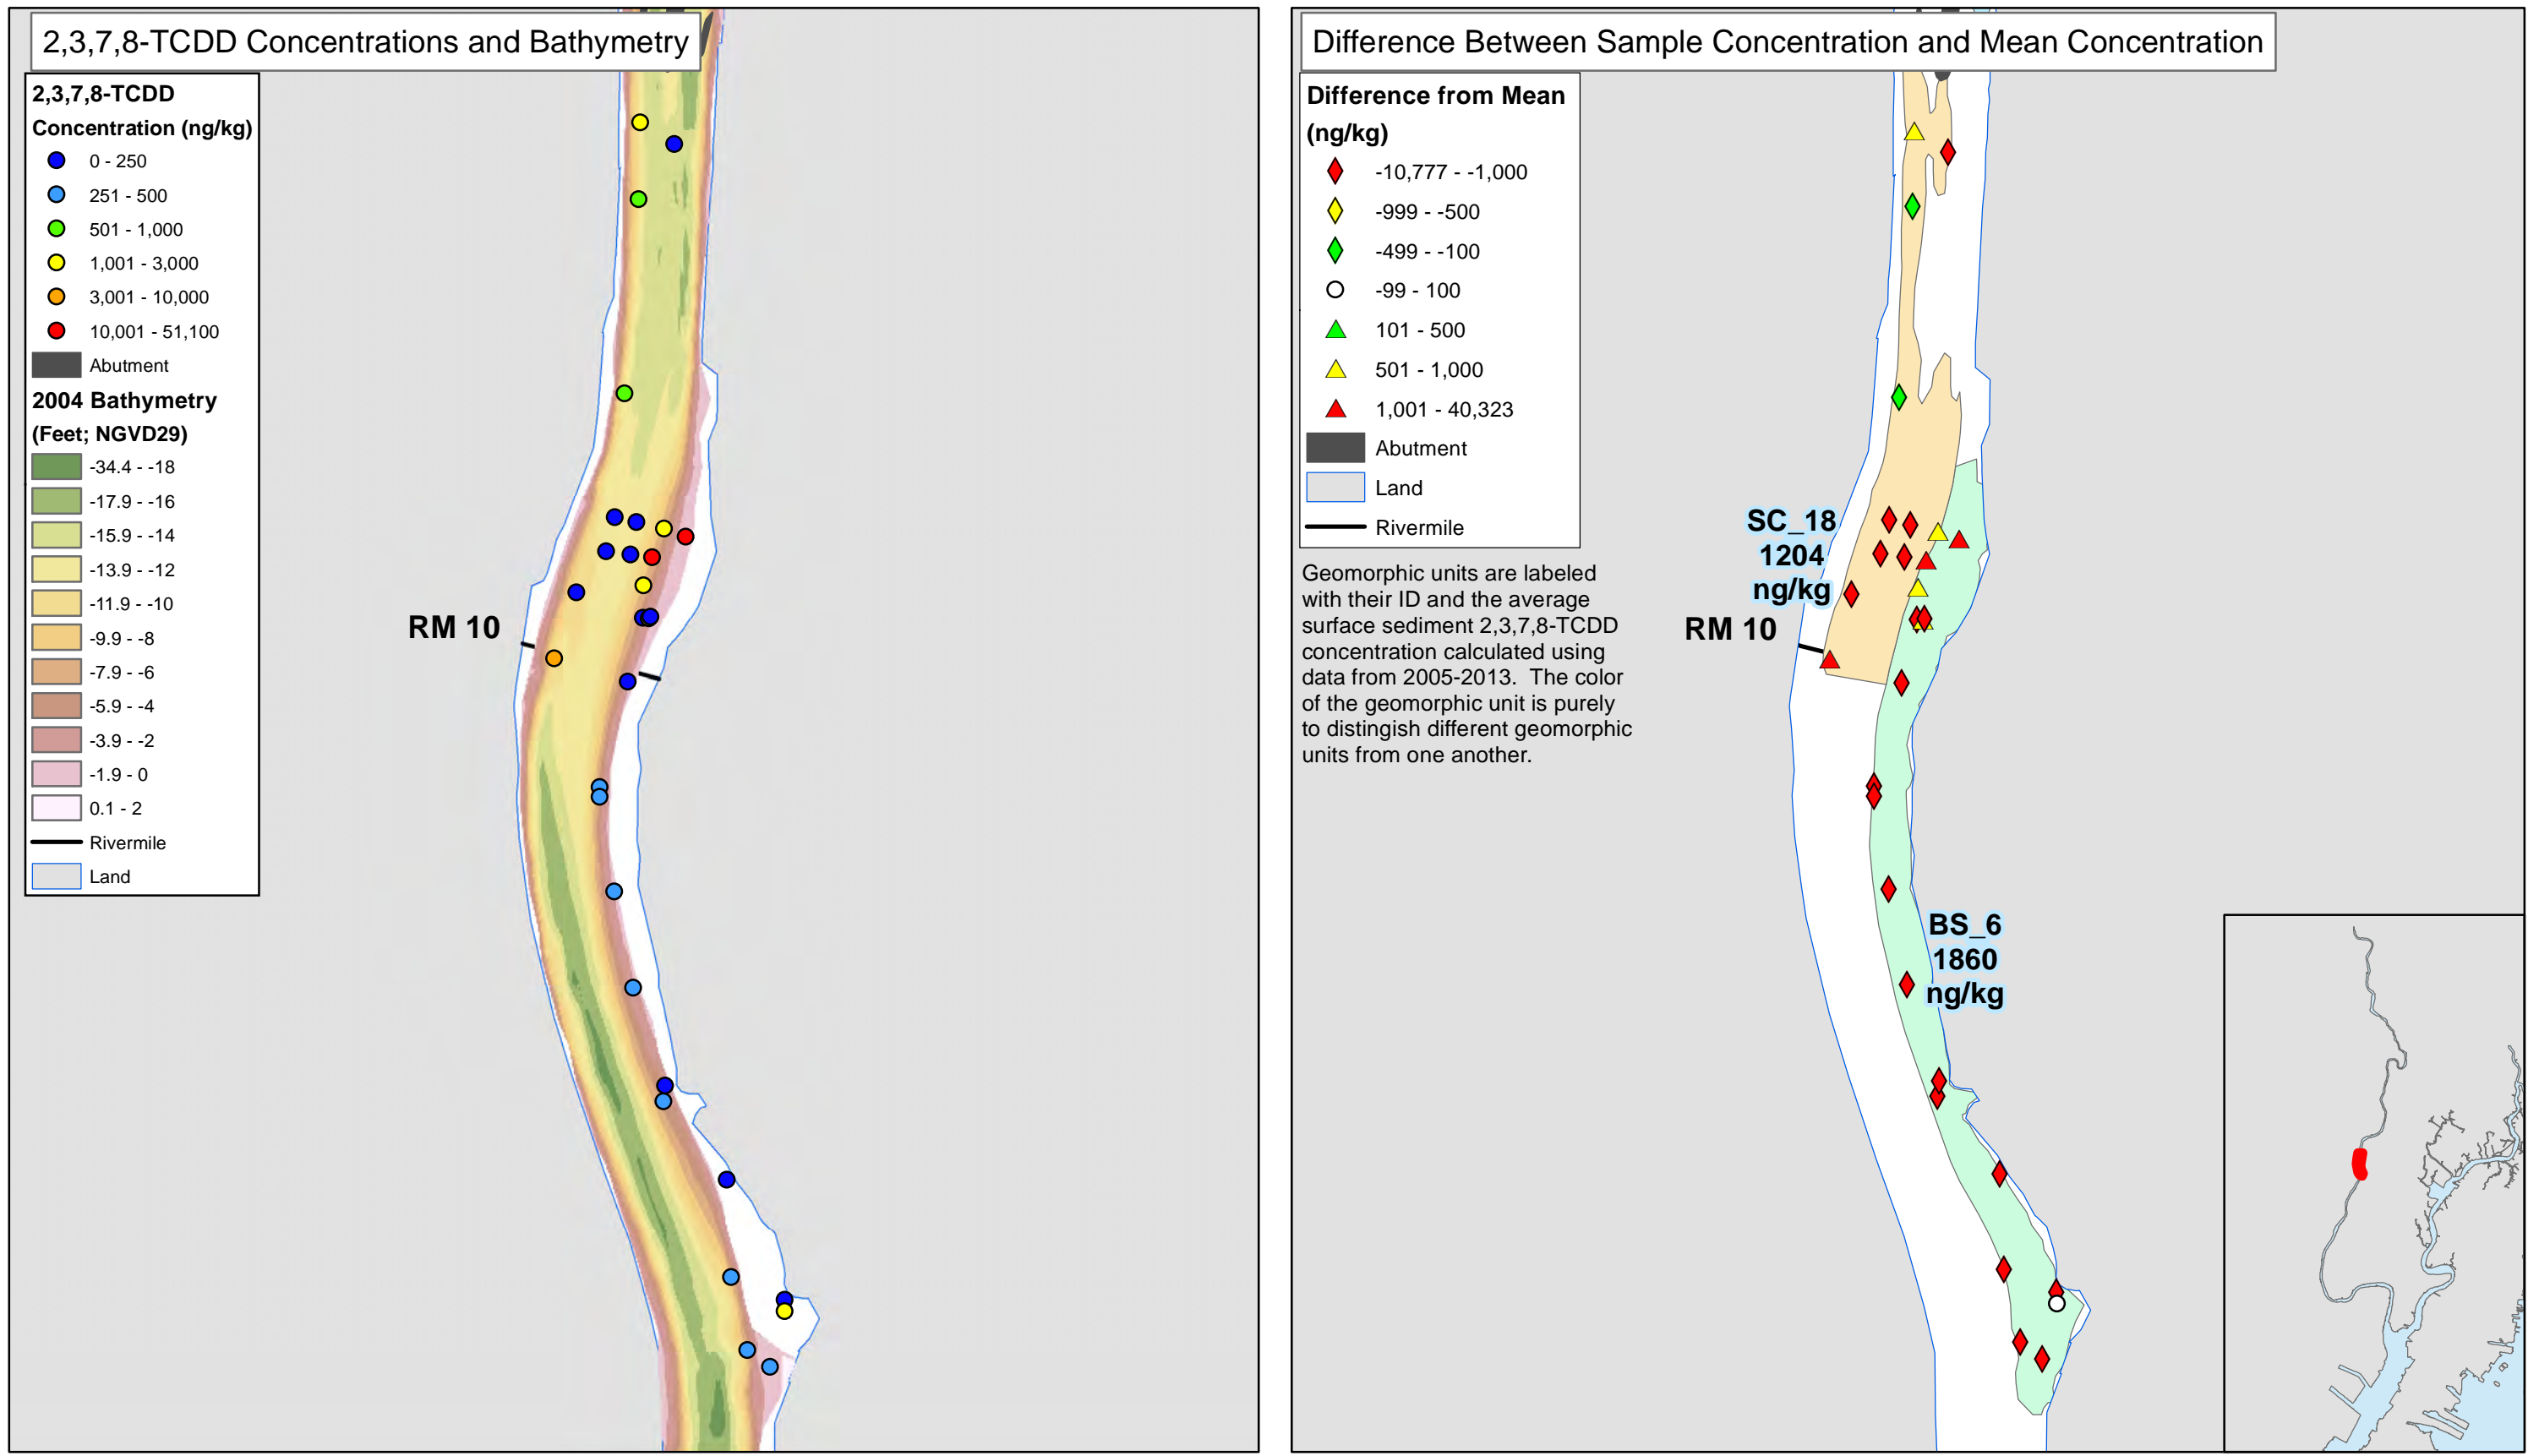 2,3,7,8-TCDD Concentrations and Bathymetry
2,3,7,8-TCDD
Concentration (ng/kg)
0 - 250
251 - 500
501 - 1,000
1,001 - 3,000
3,001 - 10,000
10,001 - 51,100
Abutment
2004 Bathymetry
(Feet; NGVD29)
-34.4 - -18
-17.9 - -16
-15.9 - -14
-13.9 - -12
-11.9 - -10
-9.9 - -8
-7.9 - -6
-5.9 - -4
-3.9 - -2
-1.9 - 0
0.1 - 2
Rivermile
Land
RM 10
Difference Between Sample Concentration and Mean Concentration
Difference from Mean
(ng/kg)
-10,777 - -1,000
-999 - -500
-499 - -100
-99 - 100
101 - 500
501 - 1,000
1,001 - 40,323
Abutment
Land
Rivermile
Geomorphic units are labeled
with their ID and the average
surface sediment 2,3,7,8-TCDD
concentration calculated using
data from 2005-2013.  The color
of the geomorphic unit is purely
to distingish different geomorphic
units from one another.
SC_18
1204
ng/kg
RM 10
BS_6
1860
ng/kg